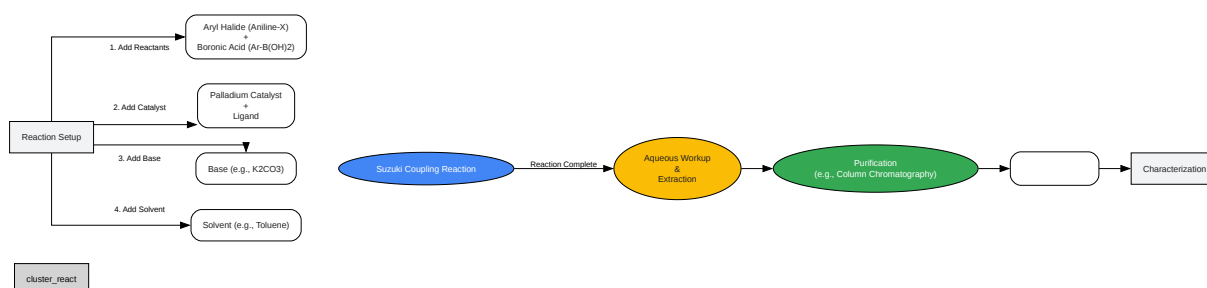 Aryl Halide (Aniline-X)
+
Boronic Acid (Ar-B(OH)2)
1. Add Reactants
Palladium Catalyst
+
Ligand
2. Add Catalyst
Reaction Setup
3. Add Base
Base (e.g., K2CO3)
4. Add Solvent
Solvent (e.g., Toluene)
cluster_react
Suzuki Coupling Reaction
Reaction Complete
Aqueous Workup
&
Extraction
Purification
(e.g., Column Chromatography)
Characterization